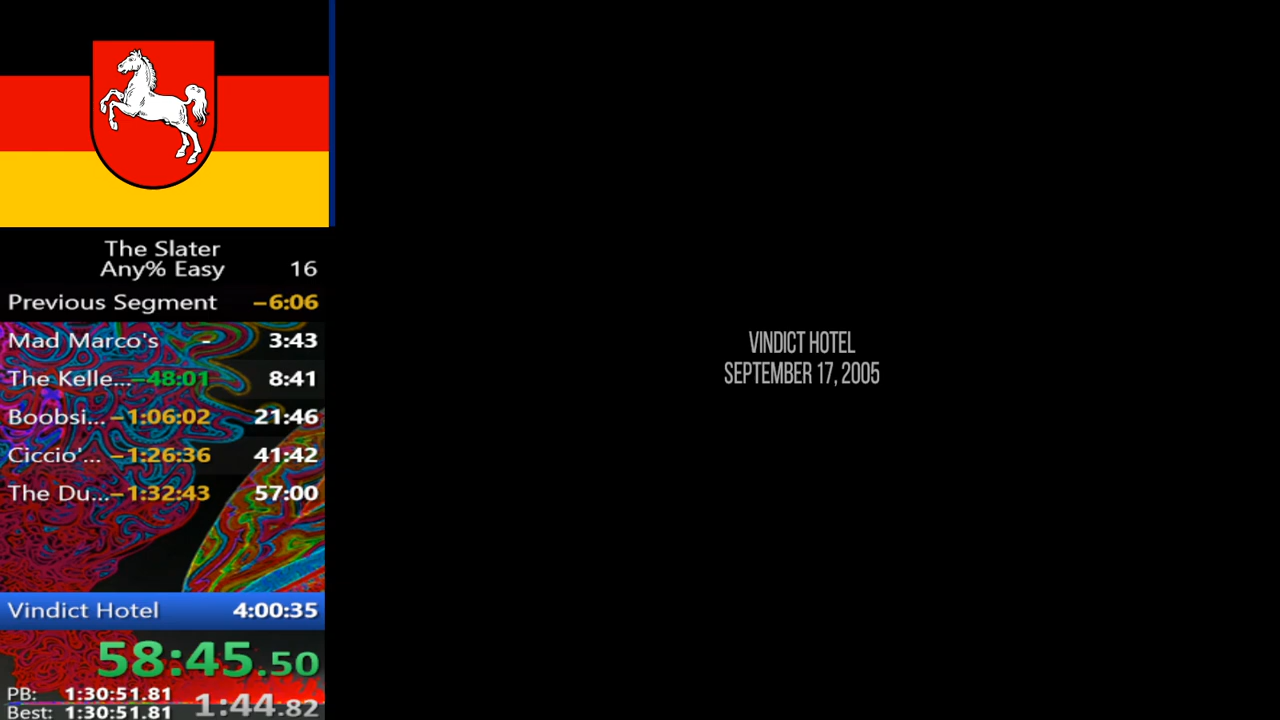 The Slater
Any% Easy 16
Previous Segment −6:06
Mad Marco's - 3:43
The Kelle... −48:01 8:41
Boobsi... −1:06:02 21:46
Ciccio'... −1:26:36 41:42
The Du... −1:32:43 57:00
Vindict Hotel 4:00:35
58:45.50
PB: 1:30:51.81
Best: 1:30:51.81 1:44.82
VINDICT HOTEL
SEPTEMBER 17, 2005